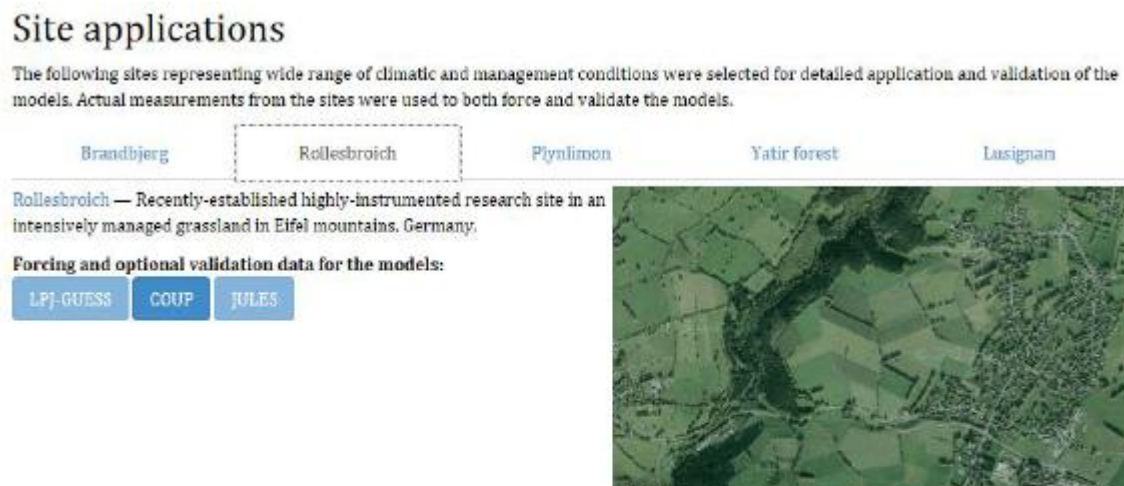 Site applications
The following sites representing wide range of climatic and management conditions were selected for detailed application and validation of the
models. Actual measurements from the sites were used to both force and validate the models.
Brandbjerg Rollesbroich Plynlimon Yatir forest Lusignan
Rollesbroich — Recently-established highly-instrumented research site in an
intensively managed grassland in Eifel mountains, Germany.
Forcing and optional validation data for the models:
LPJ-GUESS COUP JULES